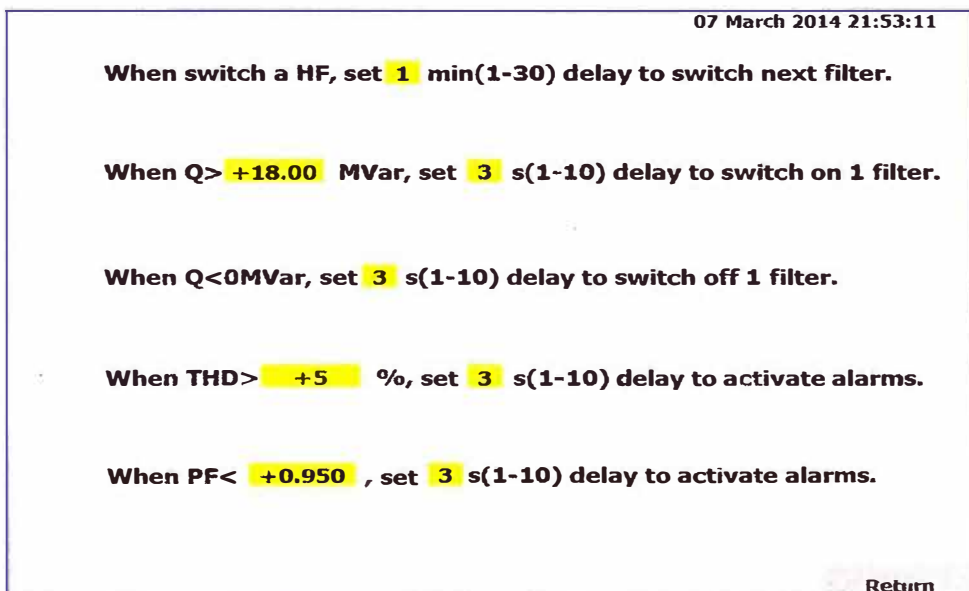 07 March 2014 21:53:11
When switch a HF, set 1 min(1-30) delay to switch next filter.
When Q> +18.00 MVar, set 3 s(1-10) delay to switch on 1 filter.
When Q<0MVar, set 3 s(1-10) delay to switch off 1 filter.
When THD> +5 %, set 3 s(1-10) delay to activate alarms.
When PF< +0.950 , set 3 s(1-10) delay to activate alarms.
Return